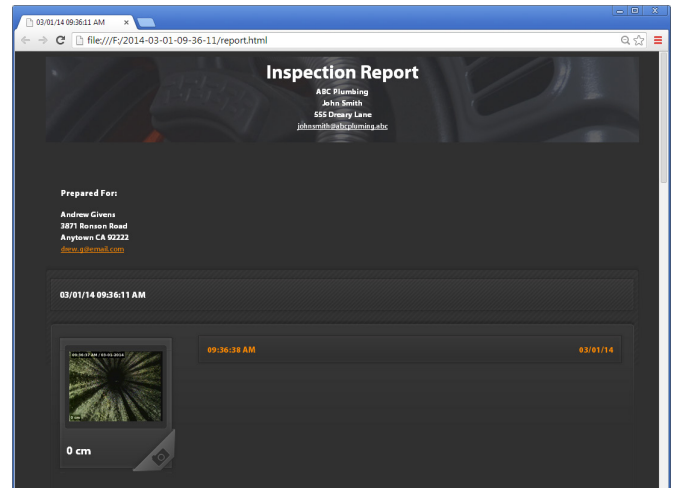 03/01/14 09:36:11 AM
file:///F:/2014-03-01-09-36-11/report.html
Inspection Report
ABC Plumbing
John Smith
555 Dreary Lane
johnsmith@abcpluming.abc
Prepared For:
Andrew Givens
3871 Ronson Road
Anytown CA 92222
drew.g@email.com
03/01/14 09:36:11 AM
09:36:38 AM
03/01/14
0 cm